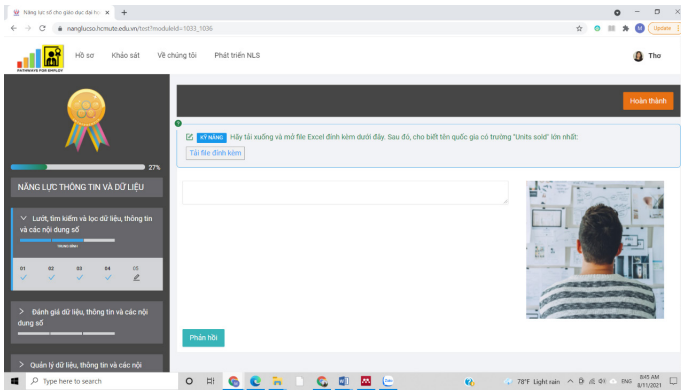 Năng lực số cho giáo dục đại họ
nanglucso.hcmute.edu.vn/test?moduleId=1033_1036
Update
PATHWAYS FOR EMPLOY
Hồ sơ
Khảo sát
Về chúng tôi
Phát triển NLS
Thơ
Hoàn thành
27%
KỸ NĂNG Hãy tải xuống và mở file Excel đính kèm dưới đây. Sau đó, cho biết tên quốc gia có trường "Units sold" lớn nhất:
Tải file đính kèm
NĂNG LỰC THÔNG TIN VÀ DỮ LIỆU
Lướt, tìm kiếm và lọc dữ liệu, thông tin
và các nội dung số
TRUNG BÌNH
01 02 03 04 05
Đánh giá dữ liệu, thông tin và các nội
dung số
Phản hồi
Quản lý dữ liệu, thông tin và các nội
Type here to search
78°F Light rain
ENG
8:45 AM
8/11/2021